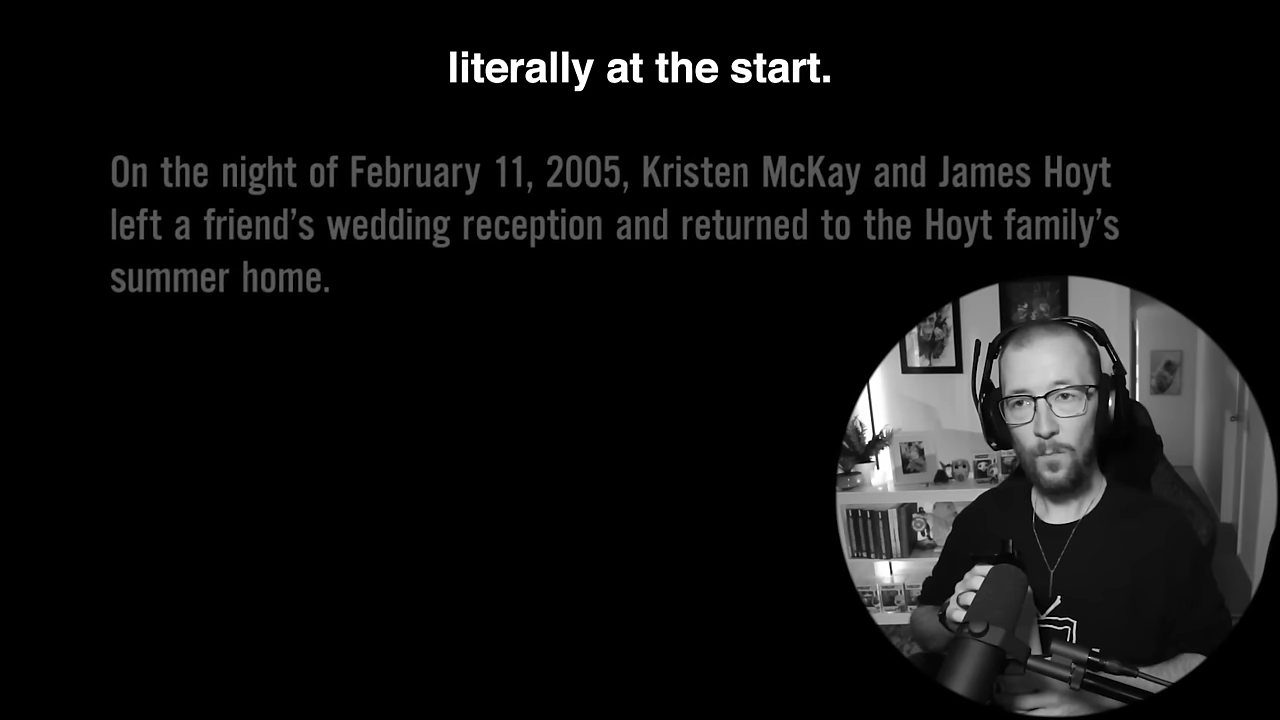 literally at the start.
On the night of February 11, 2005, Kristen McKay and James Hoyt
left a friend’s wedding reception and returned to the Hoyt family’s
summer home.